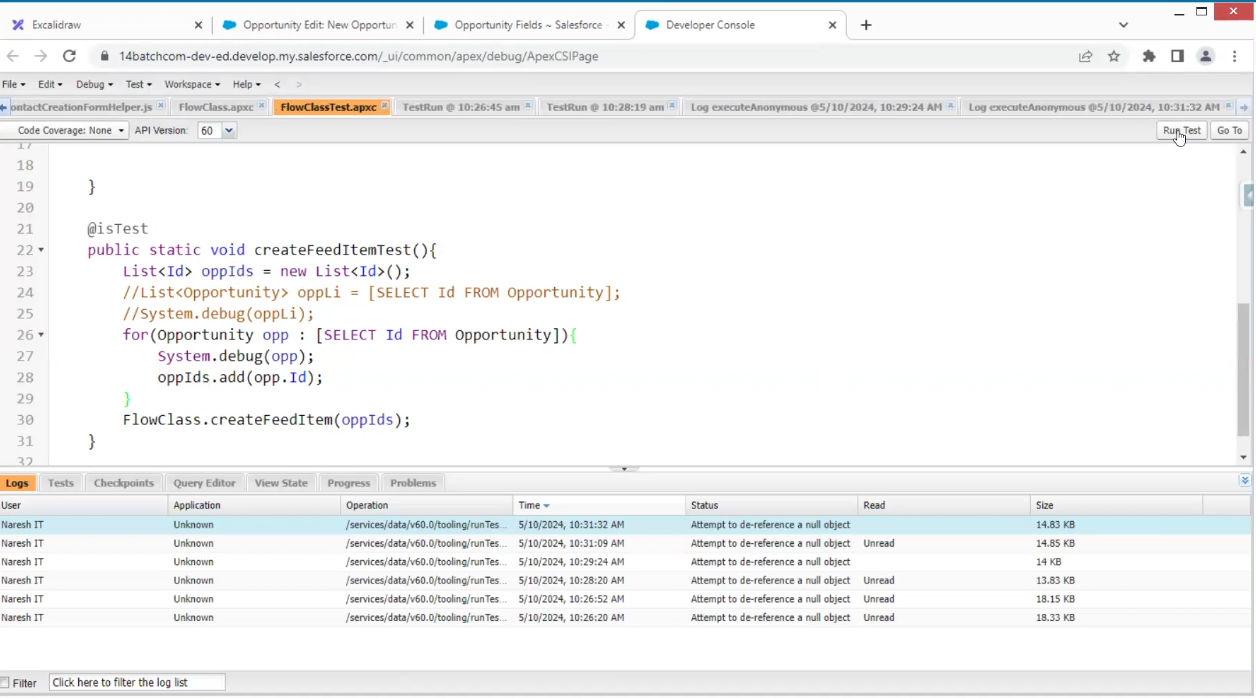 Excalidraw
Opportunity Edit: New Opportun
Opportunity Fields ~ Salesforce -
Developer Console
14batchcom-dev-ed.develop.my.salesforce.com/_ui/common/apex/debug/ApexCSIPage
File Edit Debug Test Workspace Help < >
ontactCreationFormHelper.js FlowClass.apxc FlowClassTest.apxc TestRun @ 10:26:45 am TestRun @ 10:28:19 am Log executeAnonymous @5/10/2024, 10:29:24 AM Log executeAnonymous @5/10/2024, 10:31:32 AM
Code Coverage: None API Version: 60 Run Test Go To
17
18
19 }
20
21 @isTest
22 public static void createFeedItemTest(){
23 List<Id> oppIds = new List<Id>();
24 //List<Opportunity> oppLi = [SELECT Id FROM Opportunity];
25 //System.debug(oppLi);
26 for(Opportunity opp : [SELECT Id FROM Opportunity]){
27 System.debug(opp);
28 oppIds.add(opp.Id);
29 }
30 FlowClass.createFeedItem(oppIds);
31 }
32
Logs Tests Checkpoints Query Editor View State Progress Problems
User Application Operation Time Status Read Size
Naresh IT Unknown /services/data/v60.0/tooling/runTes... 5/10/2024, 10:31:32 AM Attempt to de-reference a null object 14.83 KB
Naresh IT Unknown /services/data/v60.0/tooling/runTes... 5/10/2024, 10:31:09 AM Attempt to de-reference a null object Unread 14.85 KB
Naresh IT Unknown /services/data/v60.0/tooling/runTes... 5/10/2024, 10:29:24 AM Attempt to de-reference a null object 14 KB
Naresh IT Unknown /services/data/v60.0/tooling/runTes... 5/10/2024, 10:28:20 AM Attempt to de-reference a null object Unread 13.83 KB
Naresh IT Unknown /services/data/v60.0/tooling/runTes... 5/10/2024, 10:26:52 AM Attempt to de-reference a null object Unread 18.15 KB
Naresh IT Unknown /services/data/v60.0/tooling/runTes... 5/10/2024, 10:26:20 AM Attempt to de-reference a null object Unread 18.33 KB
Filter Click here to filter the log list